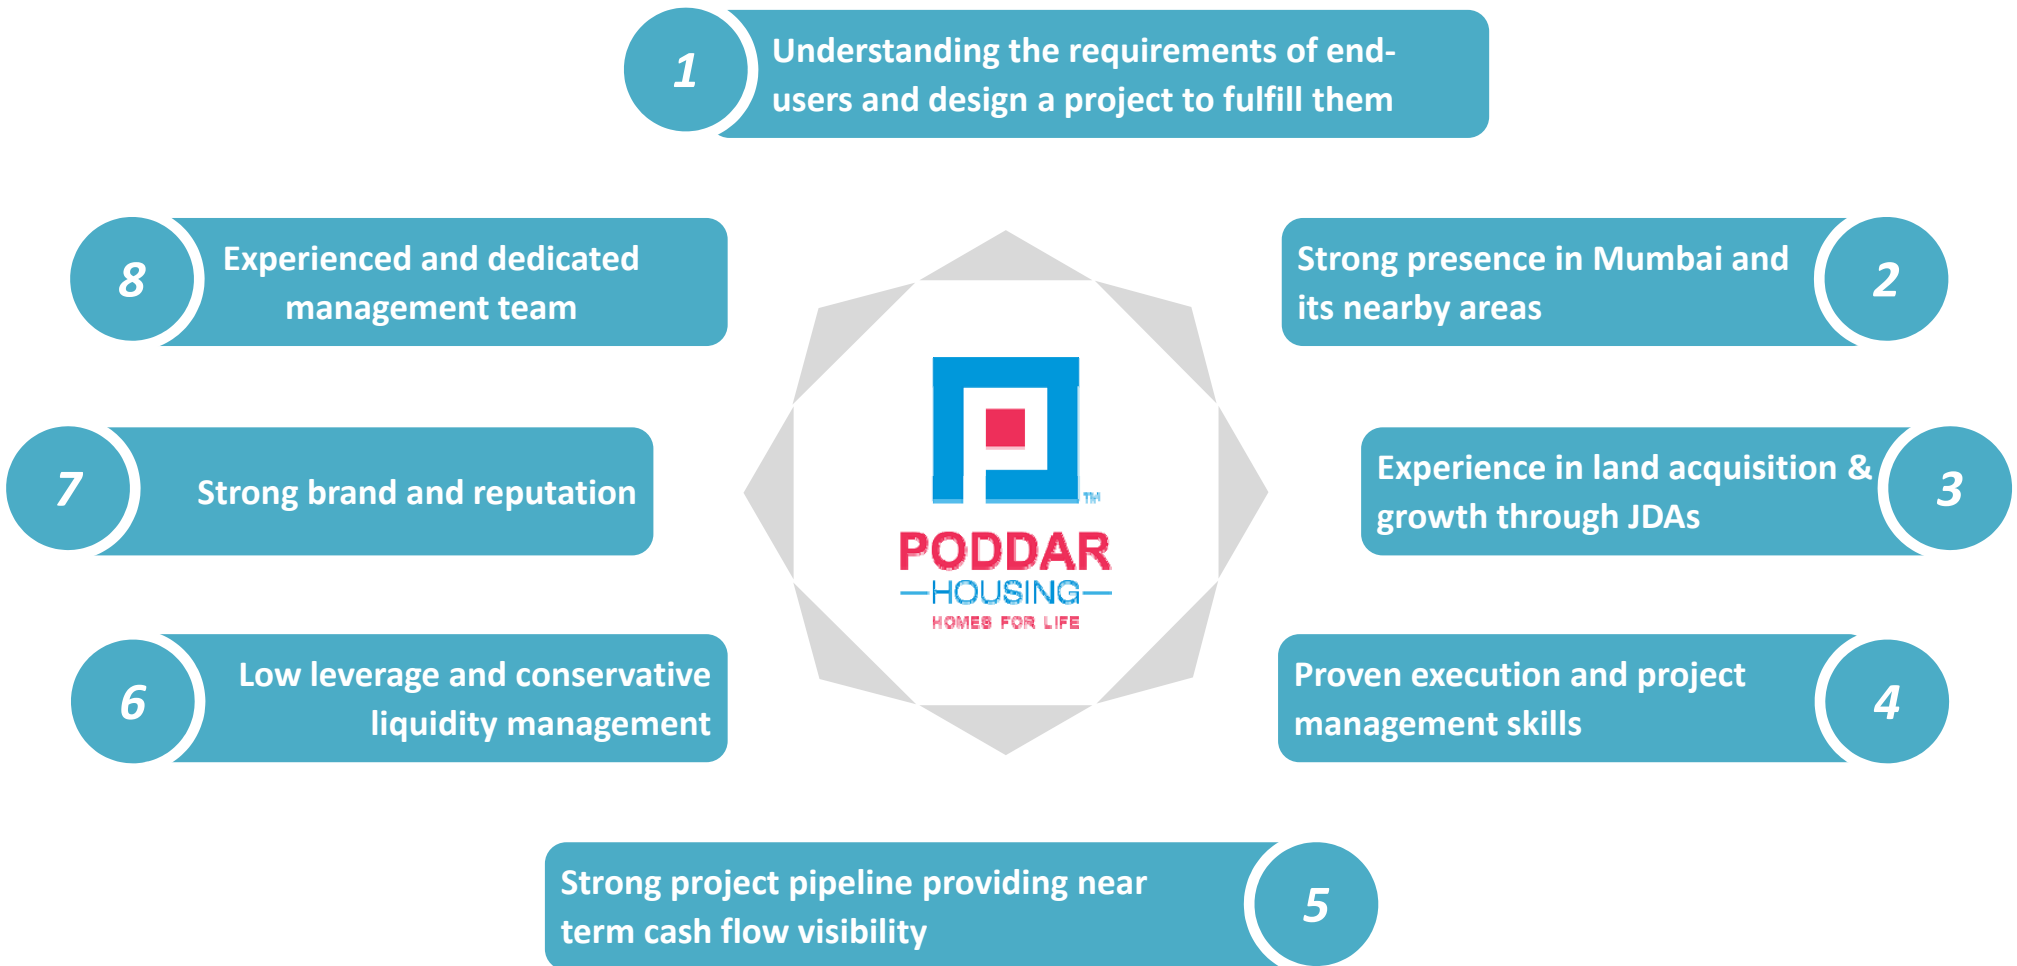 1
Understanding the requirements of end-
users and design a project to fulfill them
8
Experienced and dedicated
management team
Strong presence in Mumbai and
its nearby areas
2
7
Strong brand and reputation
Experience in land acquisition &
growth through JDAs
3
TM
PODDAR
HOUSING
HOMES FOR LIFE
6
Low leverage and conservative
liquidity management
Proven execution and project
management skills
4
Strong project pipeline providing near
term cash flow visibility
5